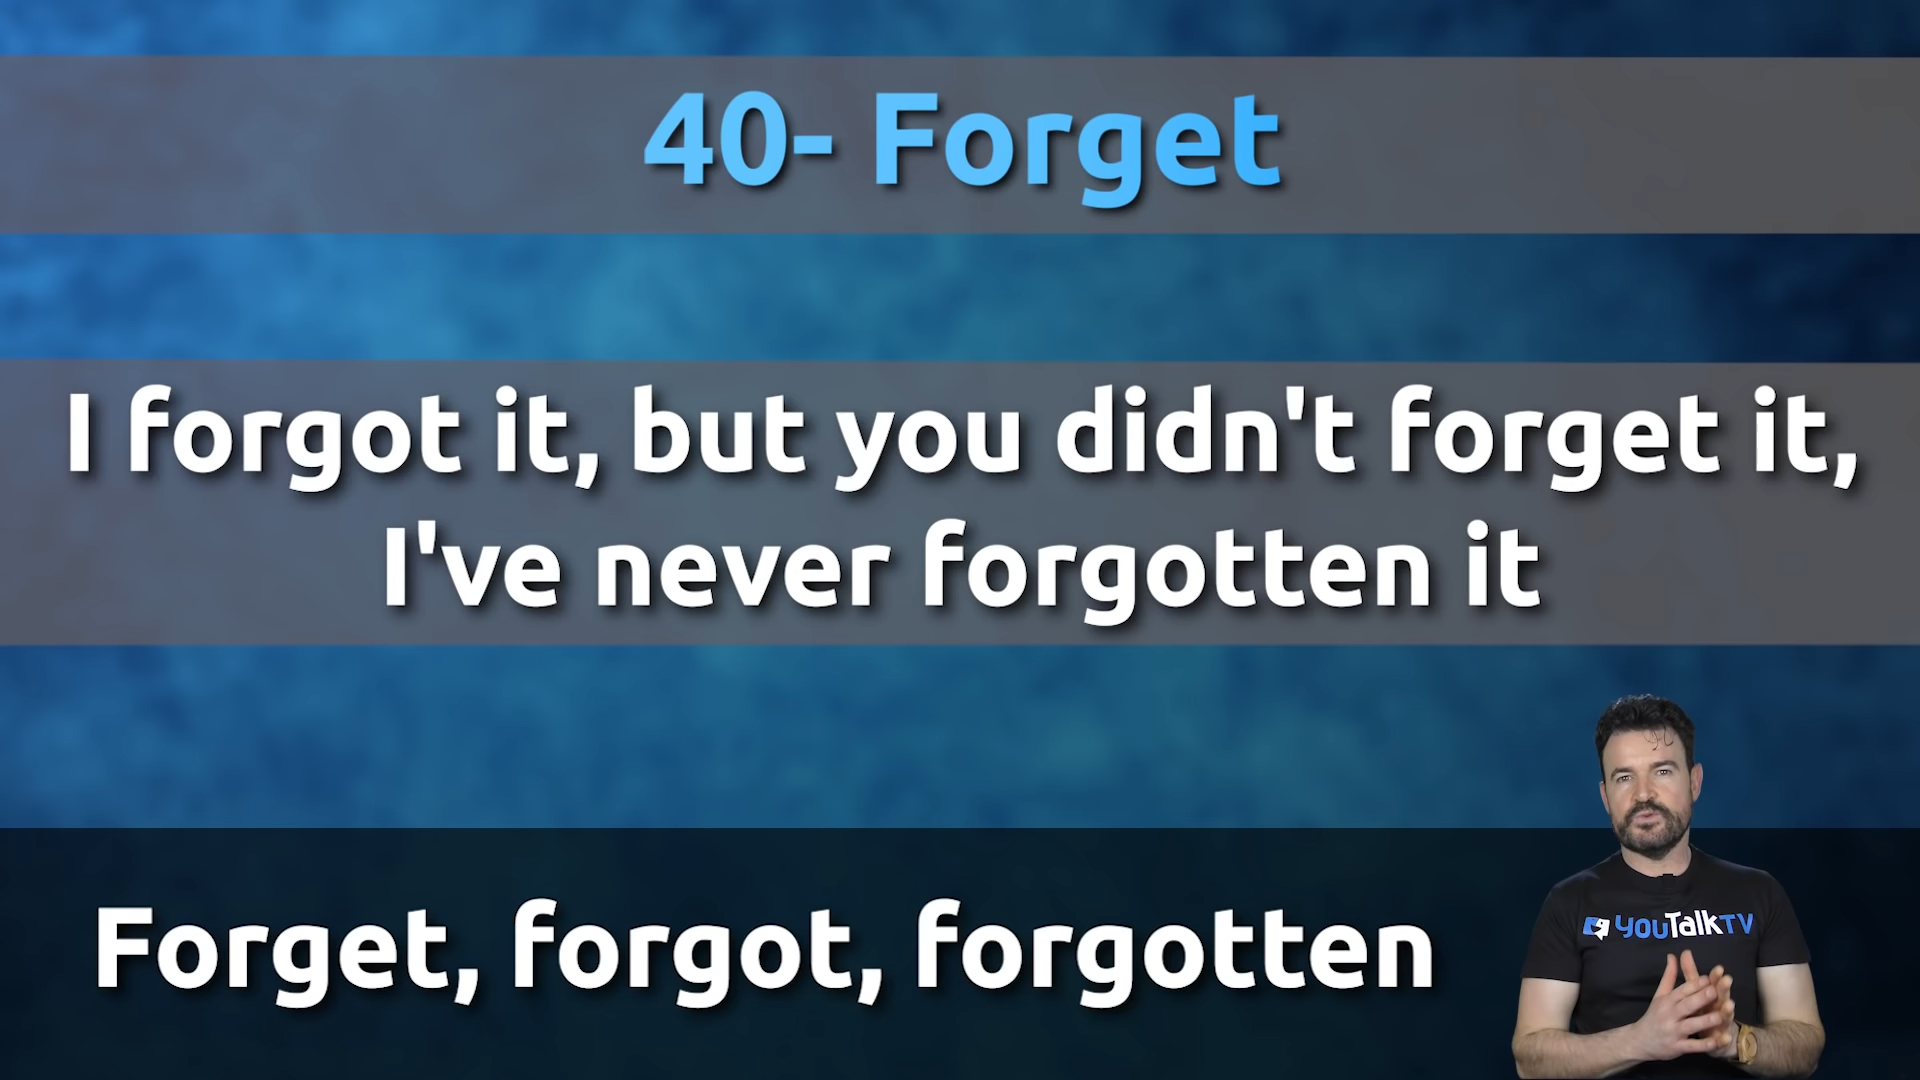 40- Forget
I forgot it, but you didn't forget it,
I've never forgotten it
Forget, forgot, forgotten
youTalkTV